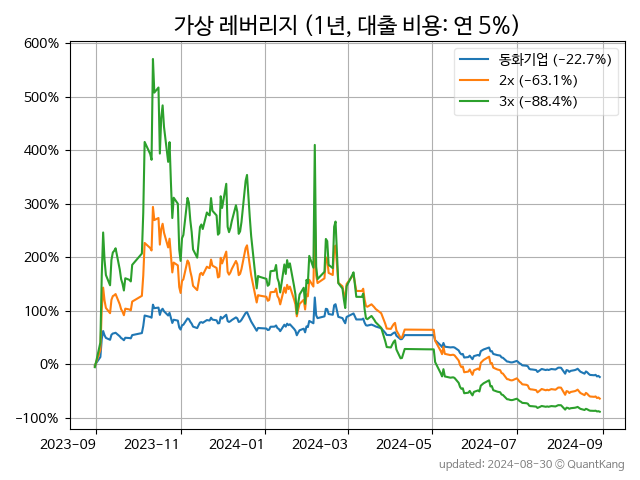 가상 레버리지 (1년, 대출 비용: 연 5%)
600%
500%
400%
300%
200%
100%
0%
−100%
동화기업 (-22.7%)
2x (-63.1%)
3x (-88.4%)
2023-09 2023-11 2024-01 2024-03 2024-05 2024-07 2024-09
updated: 2024-08-30 © QuantKang